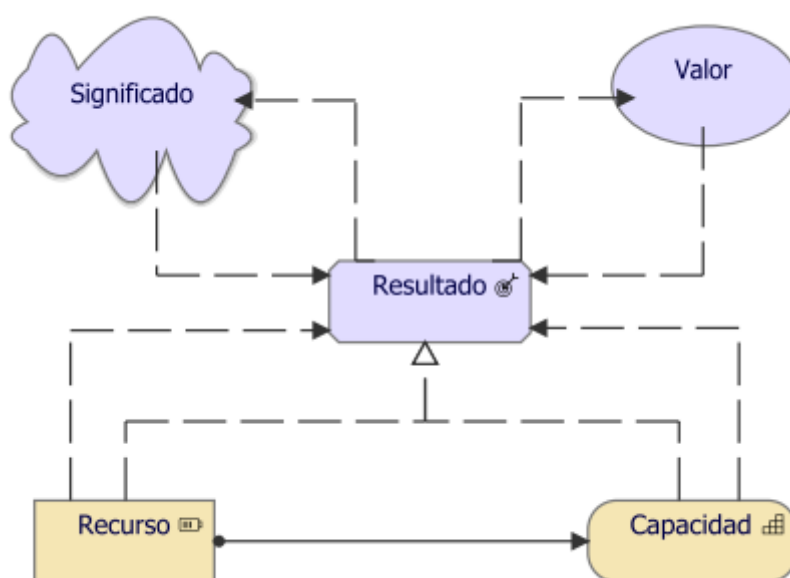 Significado
Valor
Resultado
Recurso
Capacidad